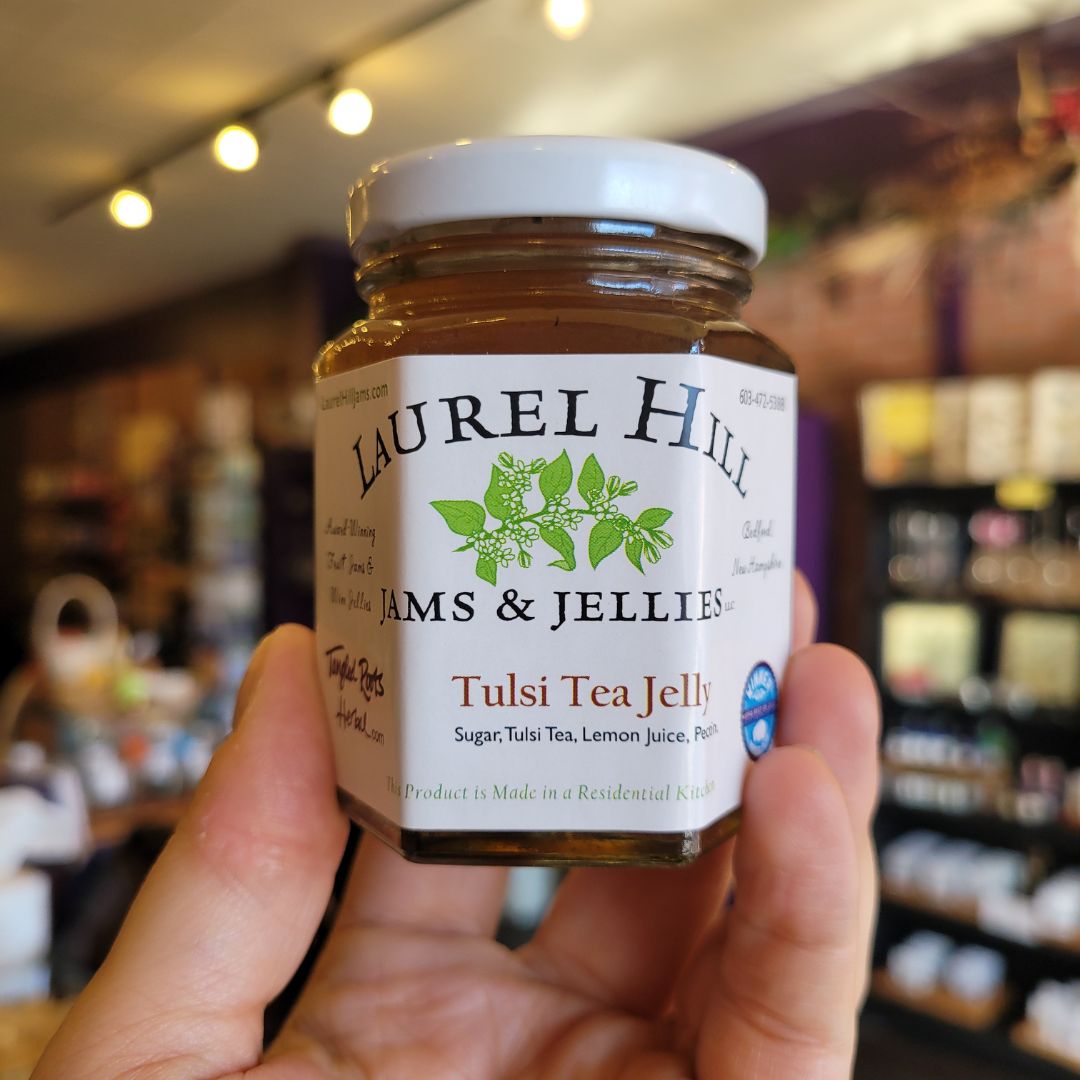 LaurelHillJams.com
603-472-5388
LAUREL HILL
Award-Winning
Fruit Jams &
Wine Jellies
Bedford,
New Hampshire
JAMS & JELLIES LLC
Tangled Roots
Herbal.com
Tulsi Tea Jelly
Sugar, Tulsi Tea, Lemon Juice, Pectin.
WINNER
This Product is Made in a Residential Kitchen